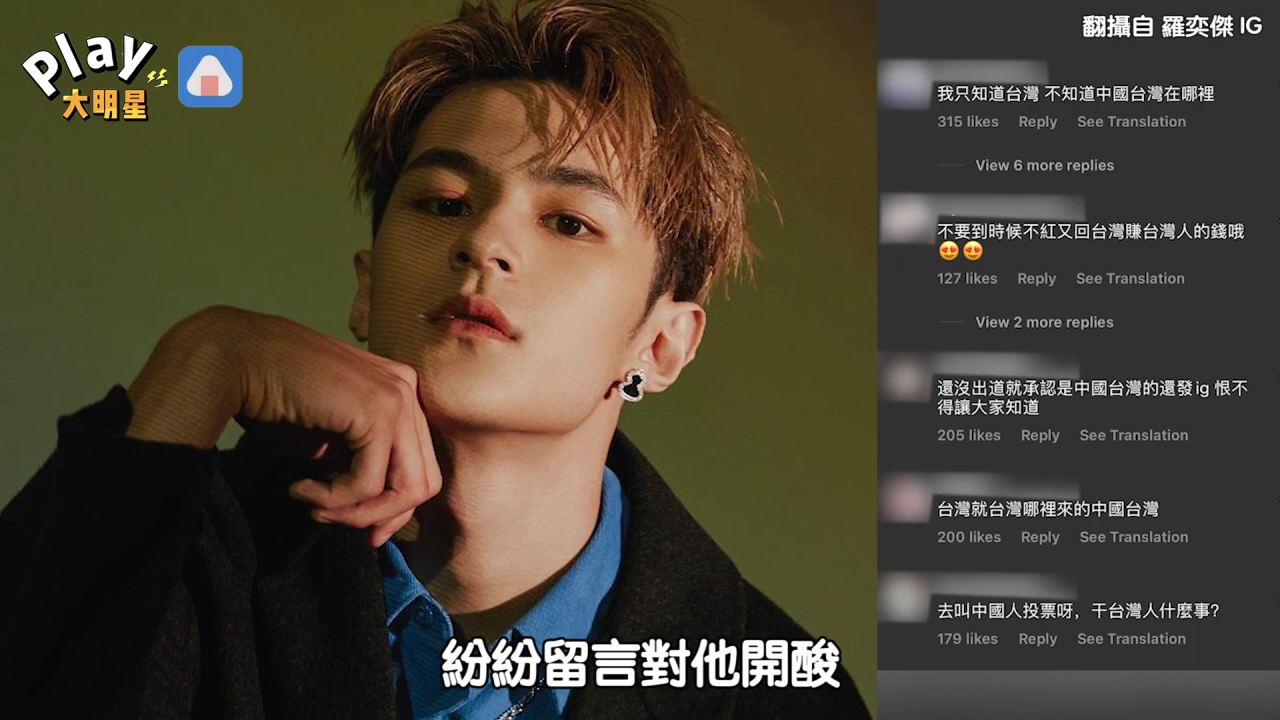 Play
大明星
翻攝自 羅奕傑 IG
我只知道台灣 不知道中國台灣在哪裡
315 likes Reply See Translation
View 6 more replies
不要到時候不紅又回台灣賺台灣人的錢哦
😍😍
127 likes Reply See Translation
View 2 more replies
還沒出道就承認是中國台灣的還發ig 恨不
得讓大家知道
205 likes Reply See Translation
台灣就台灣哪裡來的中國台灣
200 likes Reply See Translation
去叫中國人投票呀，干台灣人什麼事?
179 likes Reply See Translation
紛紛留言對他開酸